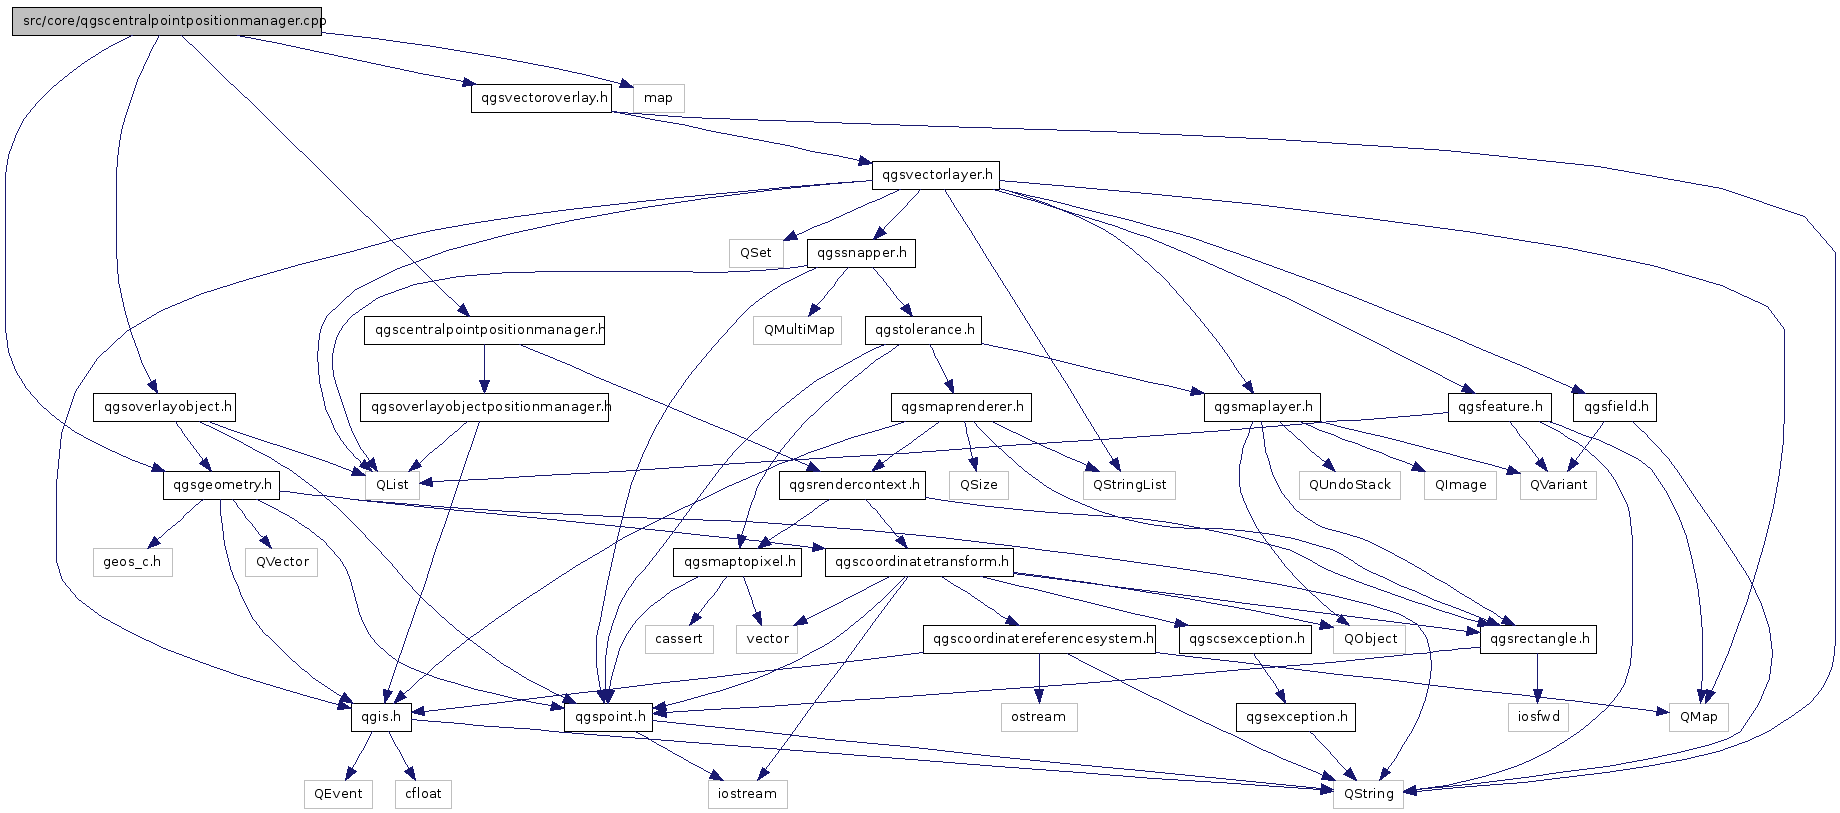 src/core/qgscentralpointpositionmanager.cpp
qgsvectoroverlay.h
map
qgsvectorlayer.h
QSet
qgssnapper.h
qgscentralpointpositionmanager.h
QMultiMap
qgstolerance.h
qgsoverlayobject.h
qgsoverlayobjectpositionmanager.h
qgsmaprenderer.h
qgsmaplayer.h
qgsfeature.h
qgsfield.h
qgsgeometry.h
QList
qgsrendercontext.h
QSize
QStringList
QUndoStack
QImage
QVariant
geos_c.h
QVector
qgsmaptopixel.h
qgscoordinatetransform.h
cassert
vector
qgscoordinatereferencesystem.h
qgscsexception.h
QObject
qgsrectangle.h
qgis.h
qgspoint.h
ostream
qgsexception.h
iosfwd
QMap
QEvent
cfloat
iostream
QString